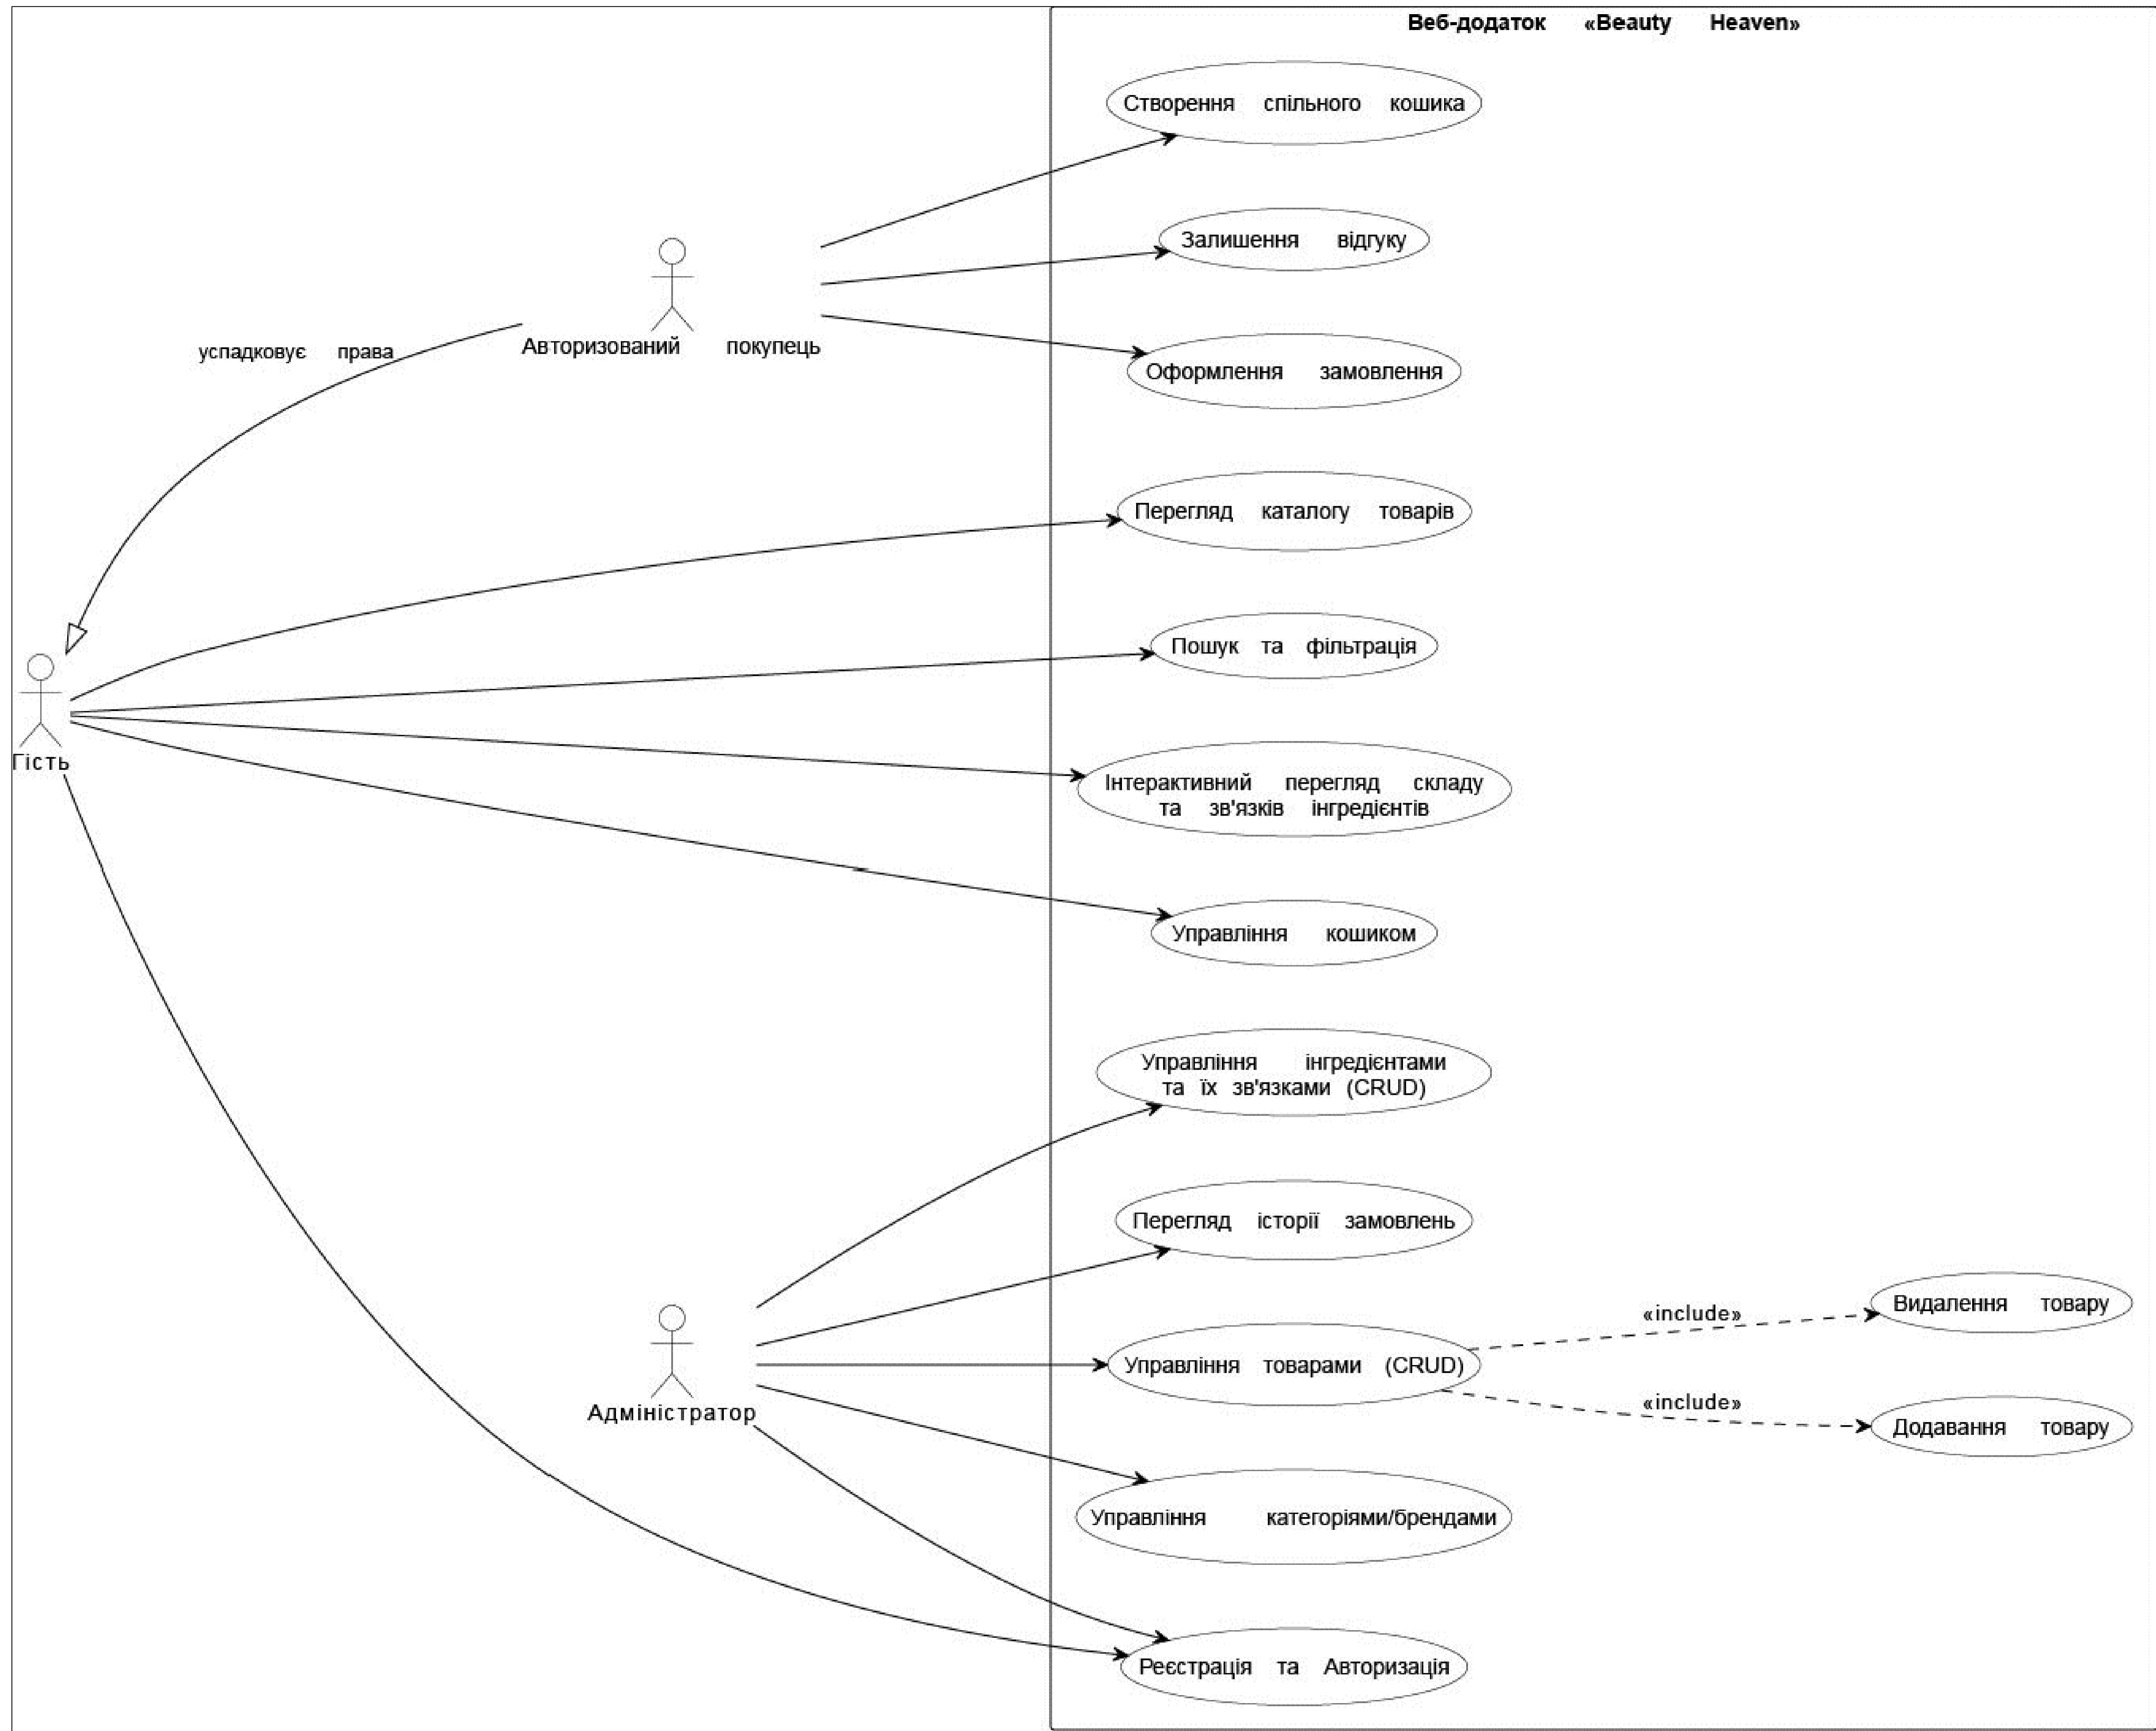 Веб-додаток «Beauty Heaven»
Створення спільного кошика
Залишення відгуку
Авторизований покупець
успадковує права
Оформлення замовлення
Перегляд каталогу товарів
Пошук та фільтрація
Гість
Інтерактивний перегляд складу
та зв'язків інгредієнтів
Управління кошиком
Управління інгредієнтами
та їх зв'язками (CRUD)
Перегляд історії замовлень
Адміністратор
Управління товарами (CRUD)
«include»
Видалення товару
«include»
Додавання товару
Управління категоріями/брендами
Реєстрація та Авторизація